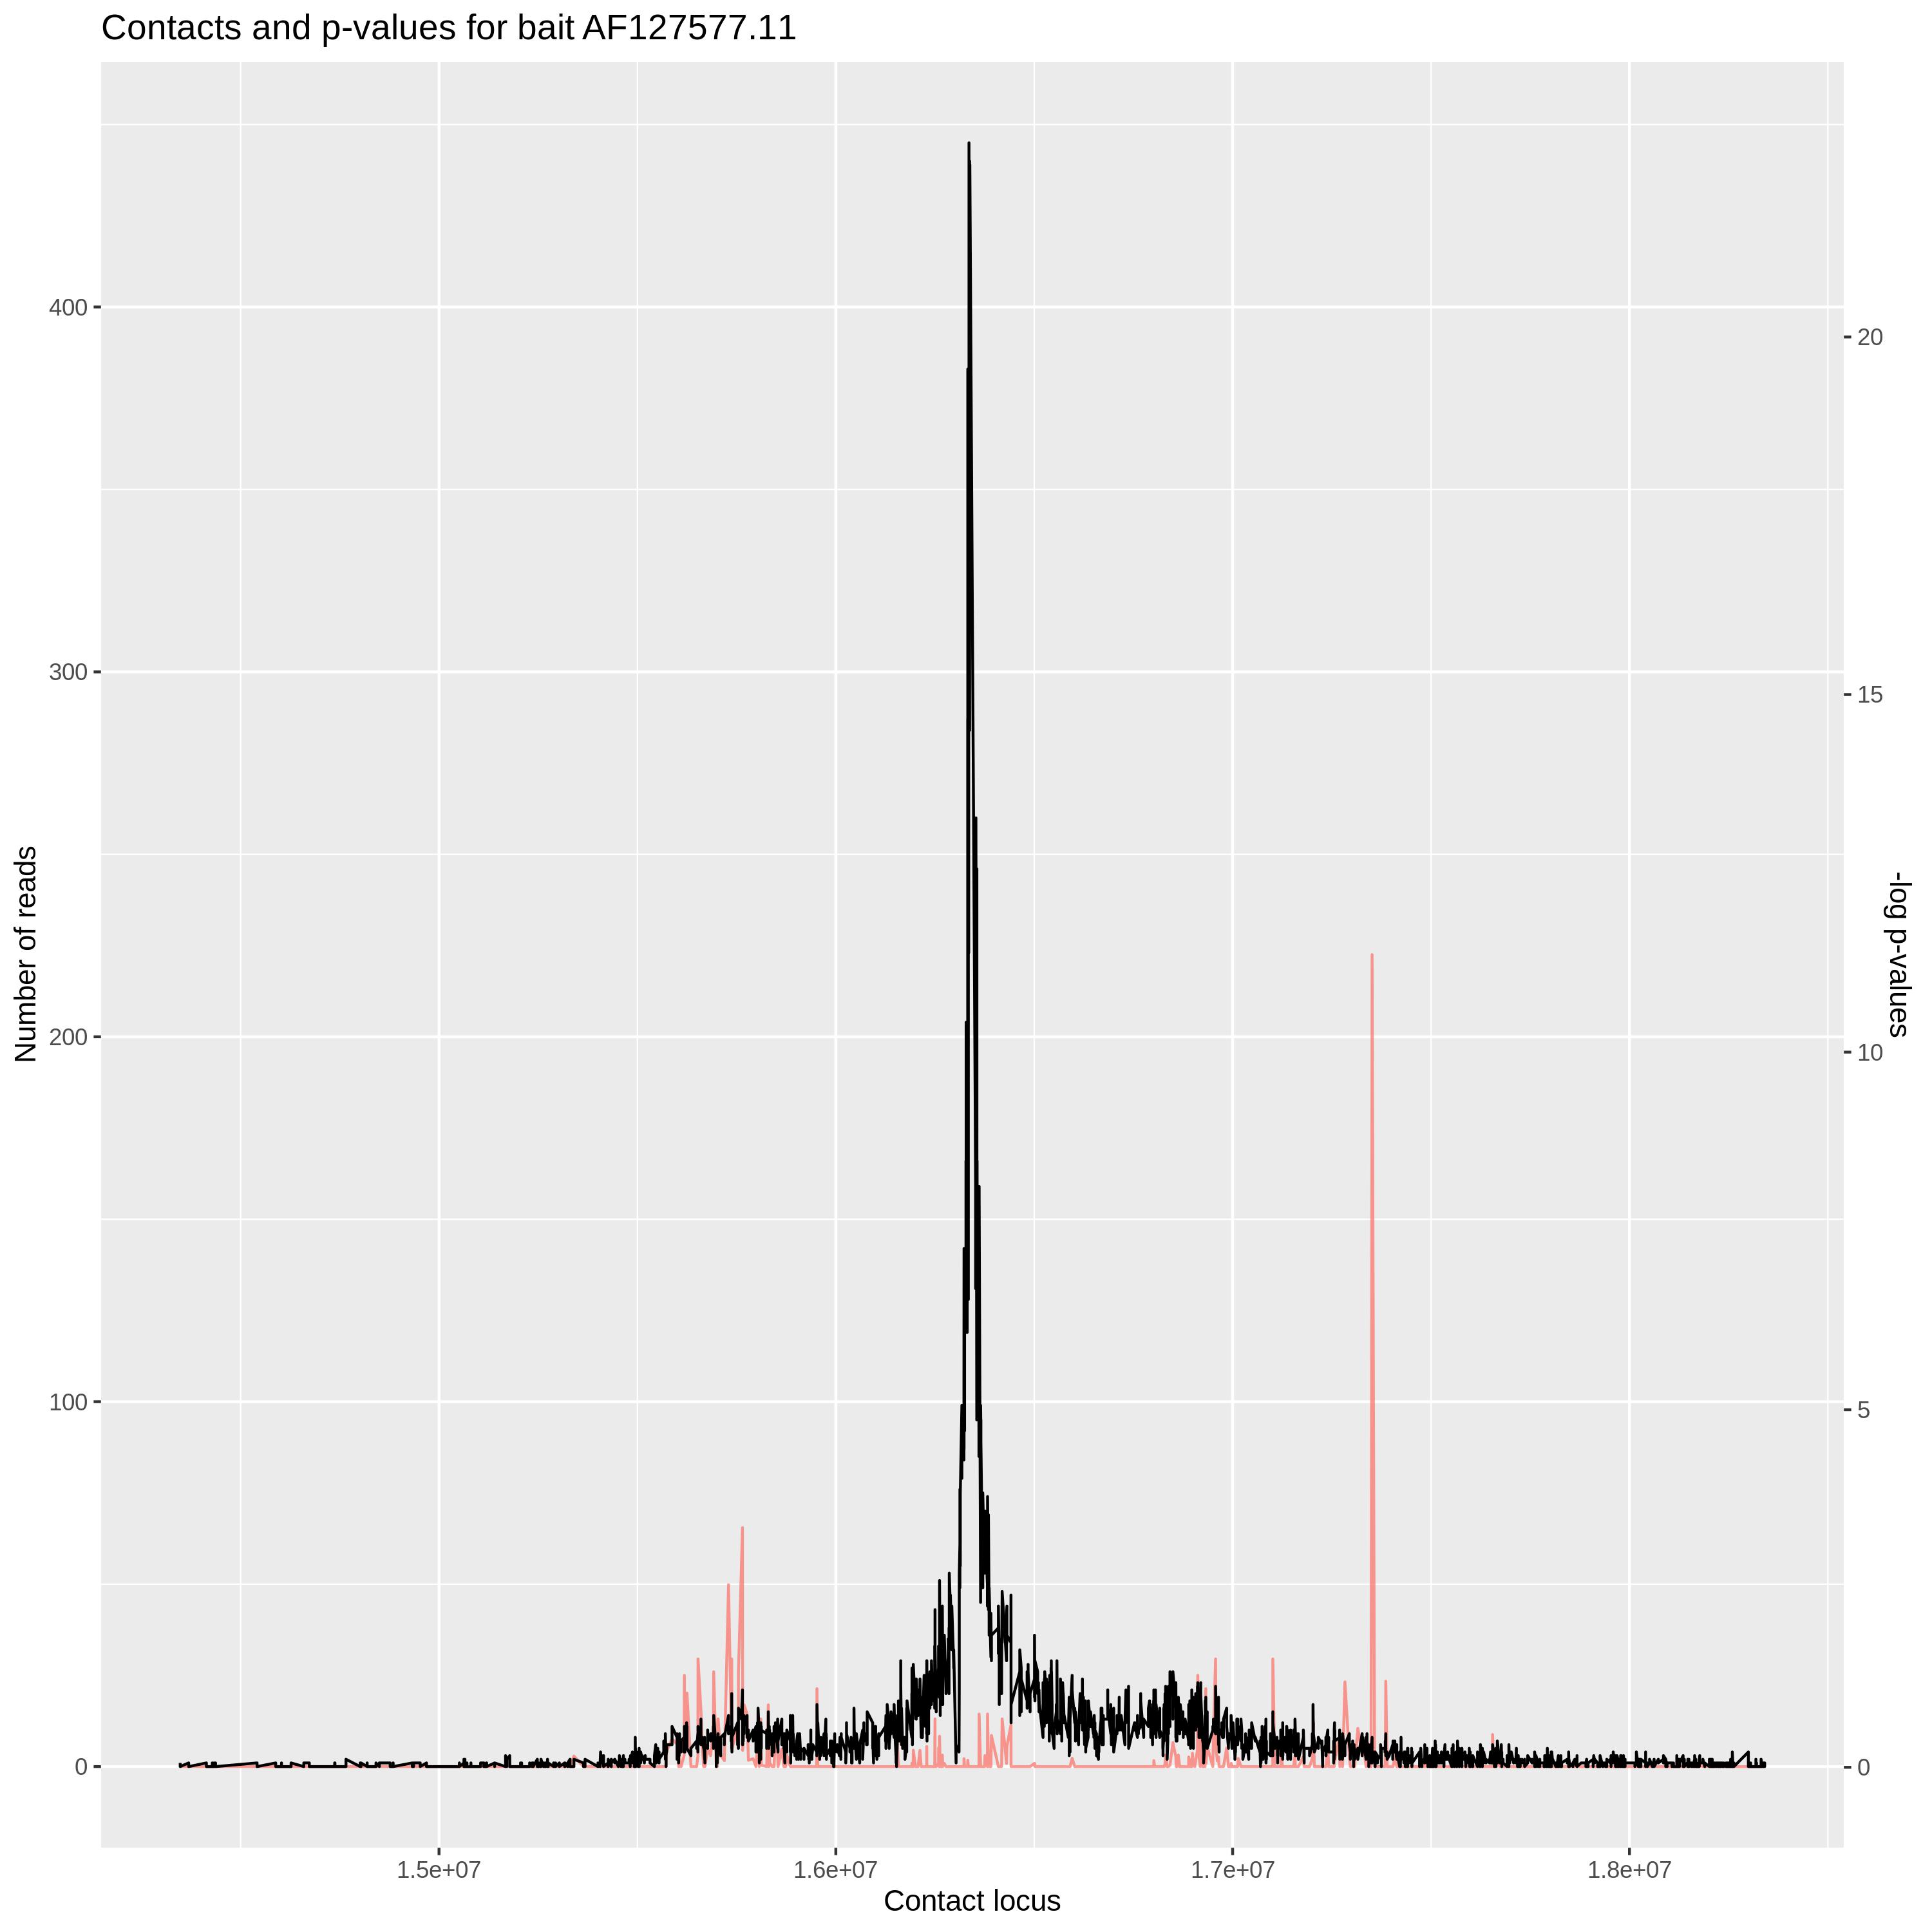 Contacts and p-values for bait AF127577.11
Number of reads
400
300
200
100
0
20
15
10
5
0
-log p-values
1.5e+07 1.6e+07 1.7e+07 1.8e+07
Contact locus